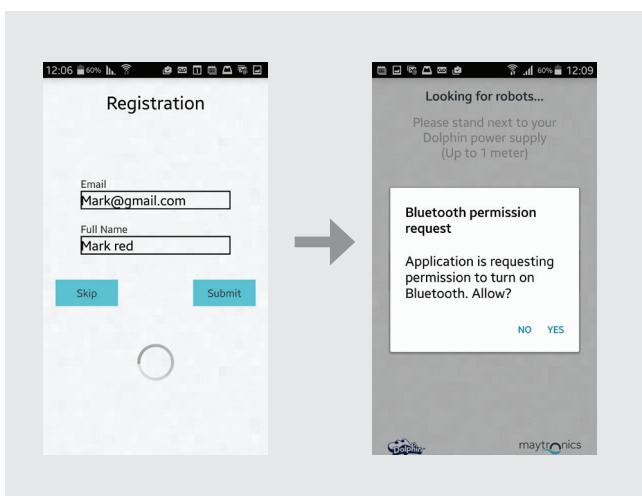 12:06 60%
Registration
Email
Mark@gmail.com
Full Name
Mark red
Skip
Submit
60% 12:09
Looking for robots...
Please stand next to your
Dolphin power supply
(Up to 1 meter)
Bluetooth permission
request
Application is requesting
permission to turn on
Bluetooth. Allow?
NO YES
Dolphin
maytronics